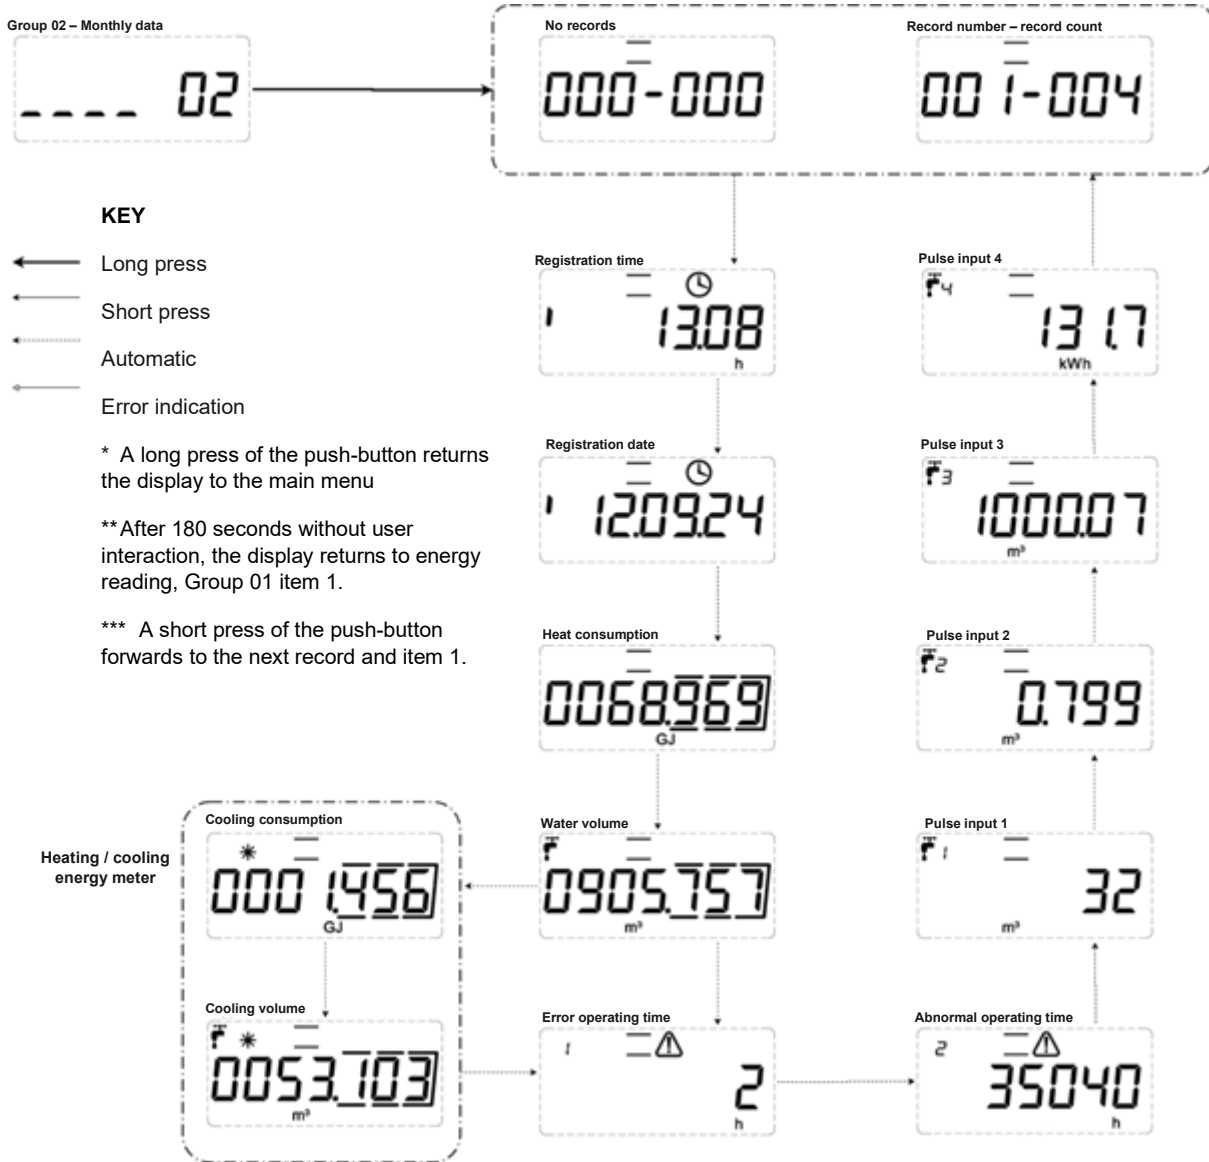 Group 02 – Monthly data
_ _ _ _ 02
No records
000-000
Record number – record count
001-004
KEY
Long press
Short press
Automatic
Error indication
* A long press of the push-button returns
the display to the main menu
**After 180 seconds without user
interaction, the display returns to energy
reading, Group 01 item 1.
*** A short press of the push-button
forwards to the next record and item 1.
Registration time
13.08
h
Registration date
12.09.24
Heat consumption
0068.969
GJ
Water volume
0905.757
m³
Heating / cooling
energy meter
Cooling consumption
0001.456
GJ
Cooling volume
0053.103
m³
Error operating time
1
2
h
Abnormal operating time
2
35040
h
Pulse input 1
1
32
m³
Pulse input 2
2
0.799
m³
Pulse input 3
3
1000.07
m³
Pulse input 4
4
131.7
kWh